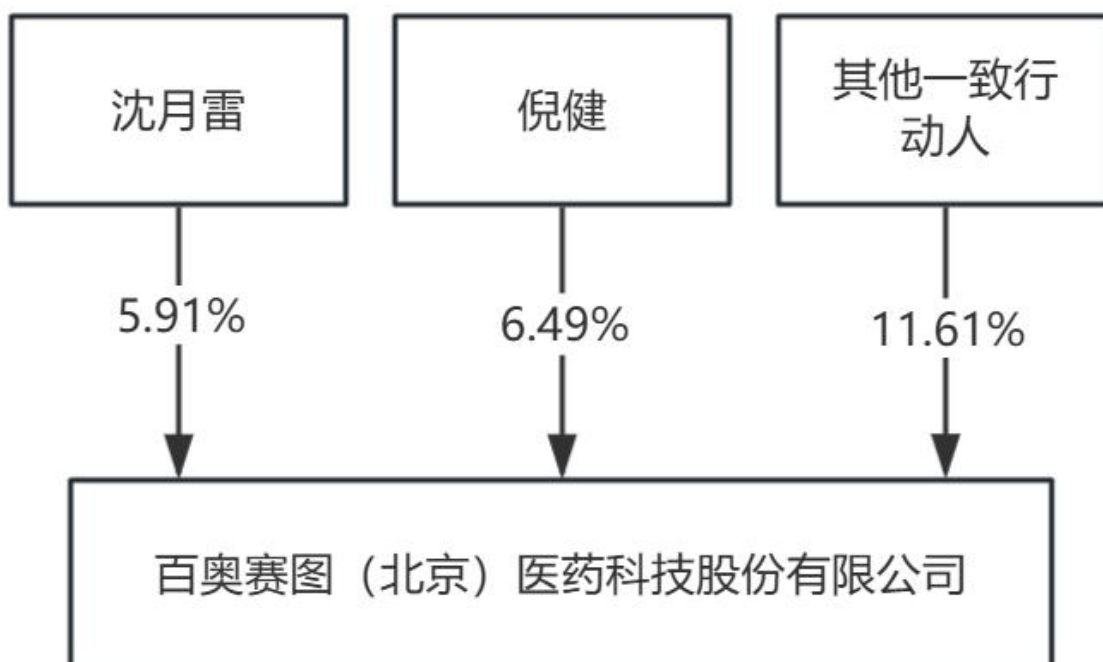 沈月雷
倪健
其他一致行
动人
5.91%
6.49%
11.61%
百奥赛图（北京）医药科技股份有限公司